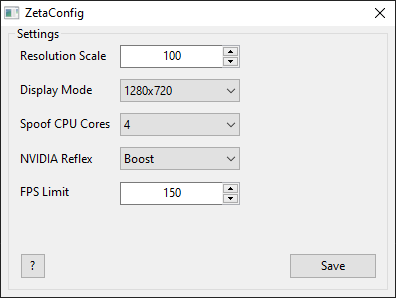 ZetaConfig
Settings
Resolution Scale 100
Display Mode 1280x720
Spoof CPU Cores 4
NVIDIA Reflex Boost
FPS Limit 150
? Save